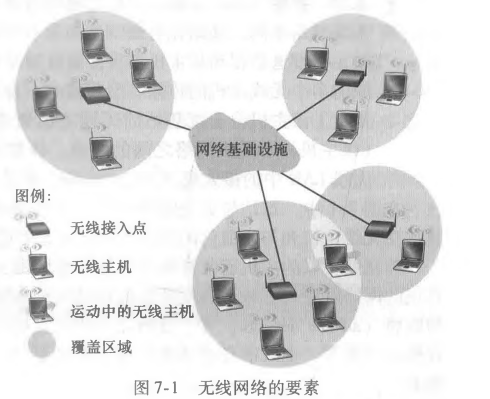 网络基础设施
图例:
无线接入点
无线主机
运动中的无线主机
覆盖区域
图 7-1 无线网络的要素